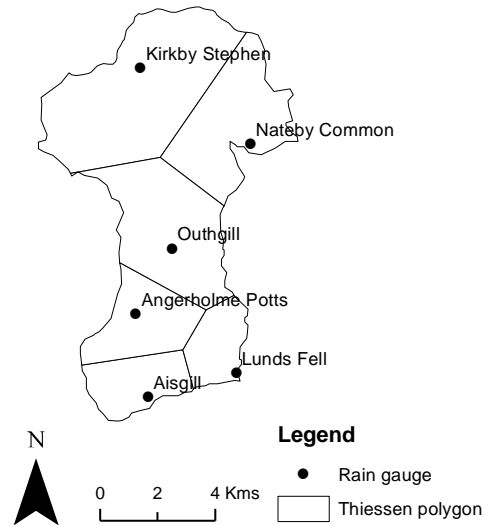 Kirkby Stephen
Nateby Common
Outhgill
Angerholme Potts
Lunds Fell
Aisgill
N
0 2 4 Kms
Legend
Rain gauge
Thiessen polygon